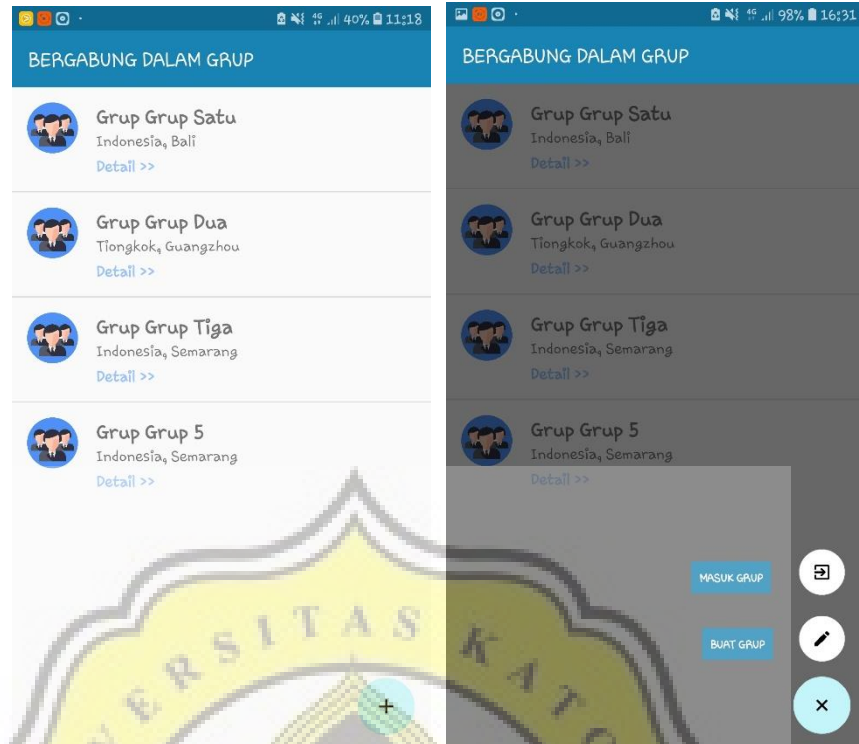 11:18
40%
BERGABUNG DALAM GRUP
Grup Grup Satu
Indonesia, Bali
Detail >>
Grup Grup Dua
Tiongkok, Guangzhou
Detail >>
Grup Grup Tiga
Indonesia, Semarang
Detail >>
Grup Grup 5
Indonesia, Semarang
Detail >>
+
98% 16:31
BERGABUNG DALAM GRUP
Grup Grup Satu
Indonesia, Bali
Detail >>
Grup Grup Dua
Tiongkok, Guangzhou
Detail >>
Grup Grup Tiga
Indonesia, Semarang
Detail >>
Grup Grup 5
Indonesia, Semarang
Detail >>
MASUK GRUP
BUAT GRUP
ERSITAS KATO